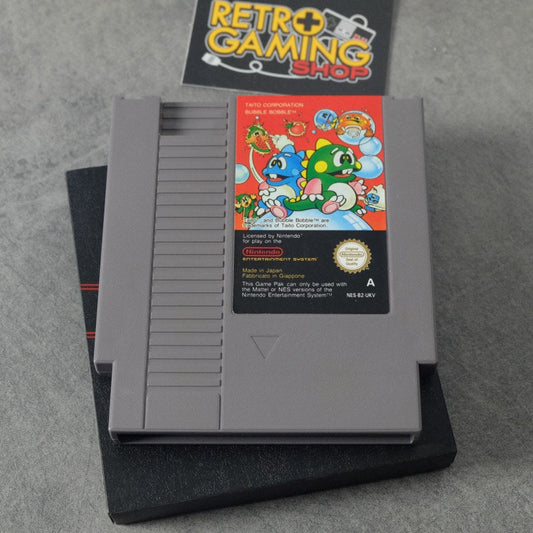 RETRO
GAMING
SHOP
TAITO CORPORATION
BUBBLE BOBBLE™
and Bubble Bobble™ are
trademarks of Taito Corporation.
Licensed by Nintendo®
for play on the
Nintendo
ENTERTAINMENT SYSTEM™
Made in Japan
Fabbricato in Giappone
This Game Pak can only be used with
the Mattel or NES versions of the
Nintendo Entertainment System™
Original
Nintendo
Seal of
Quality
A
NES-B2-UKV